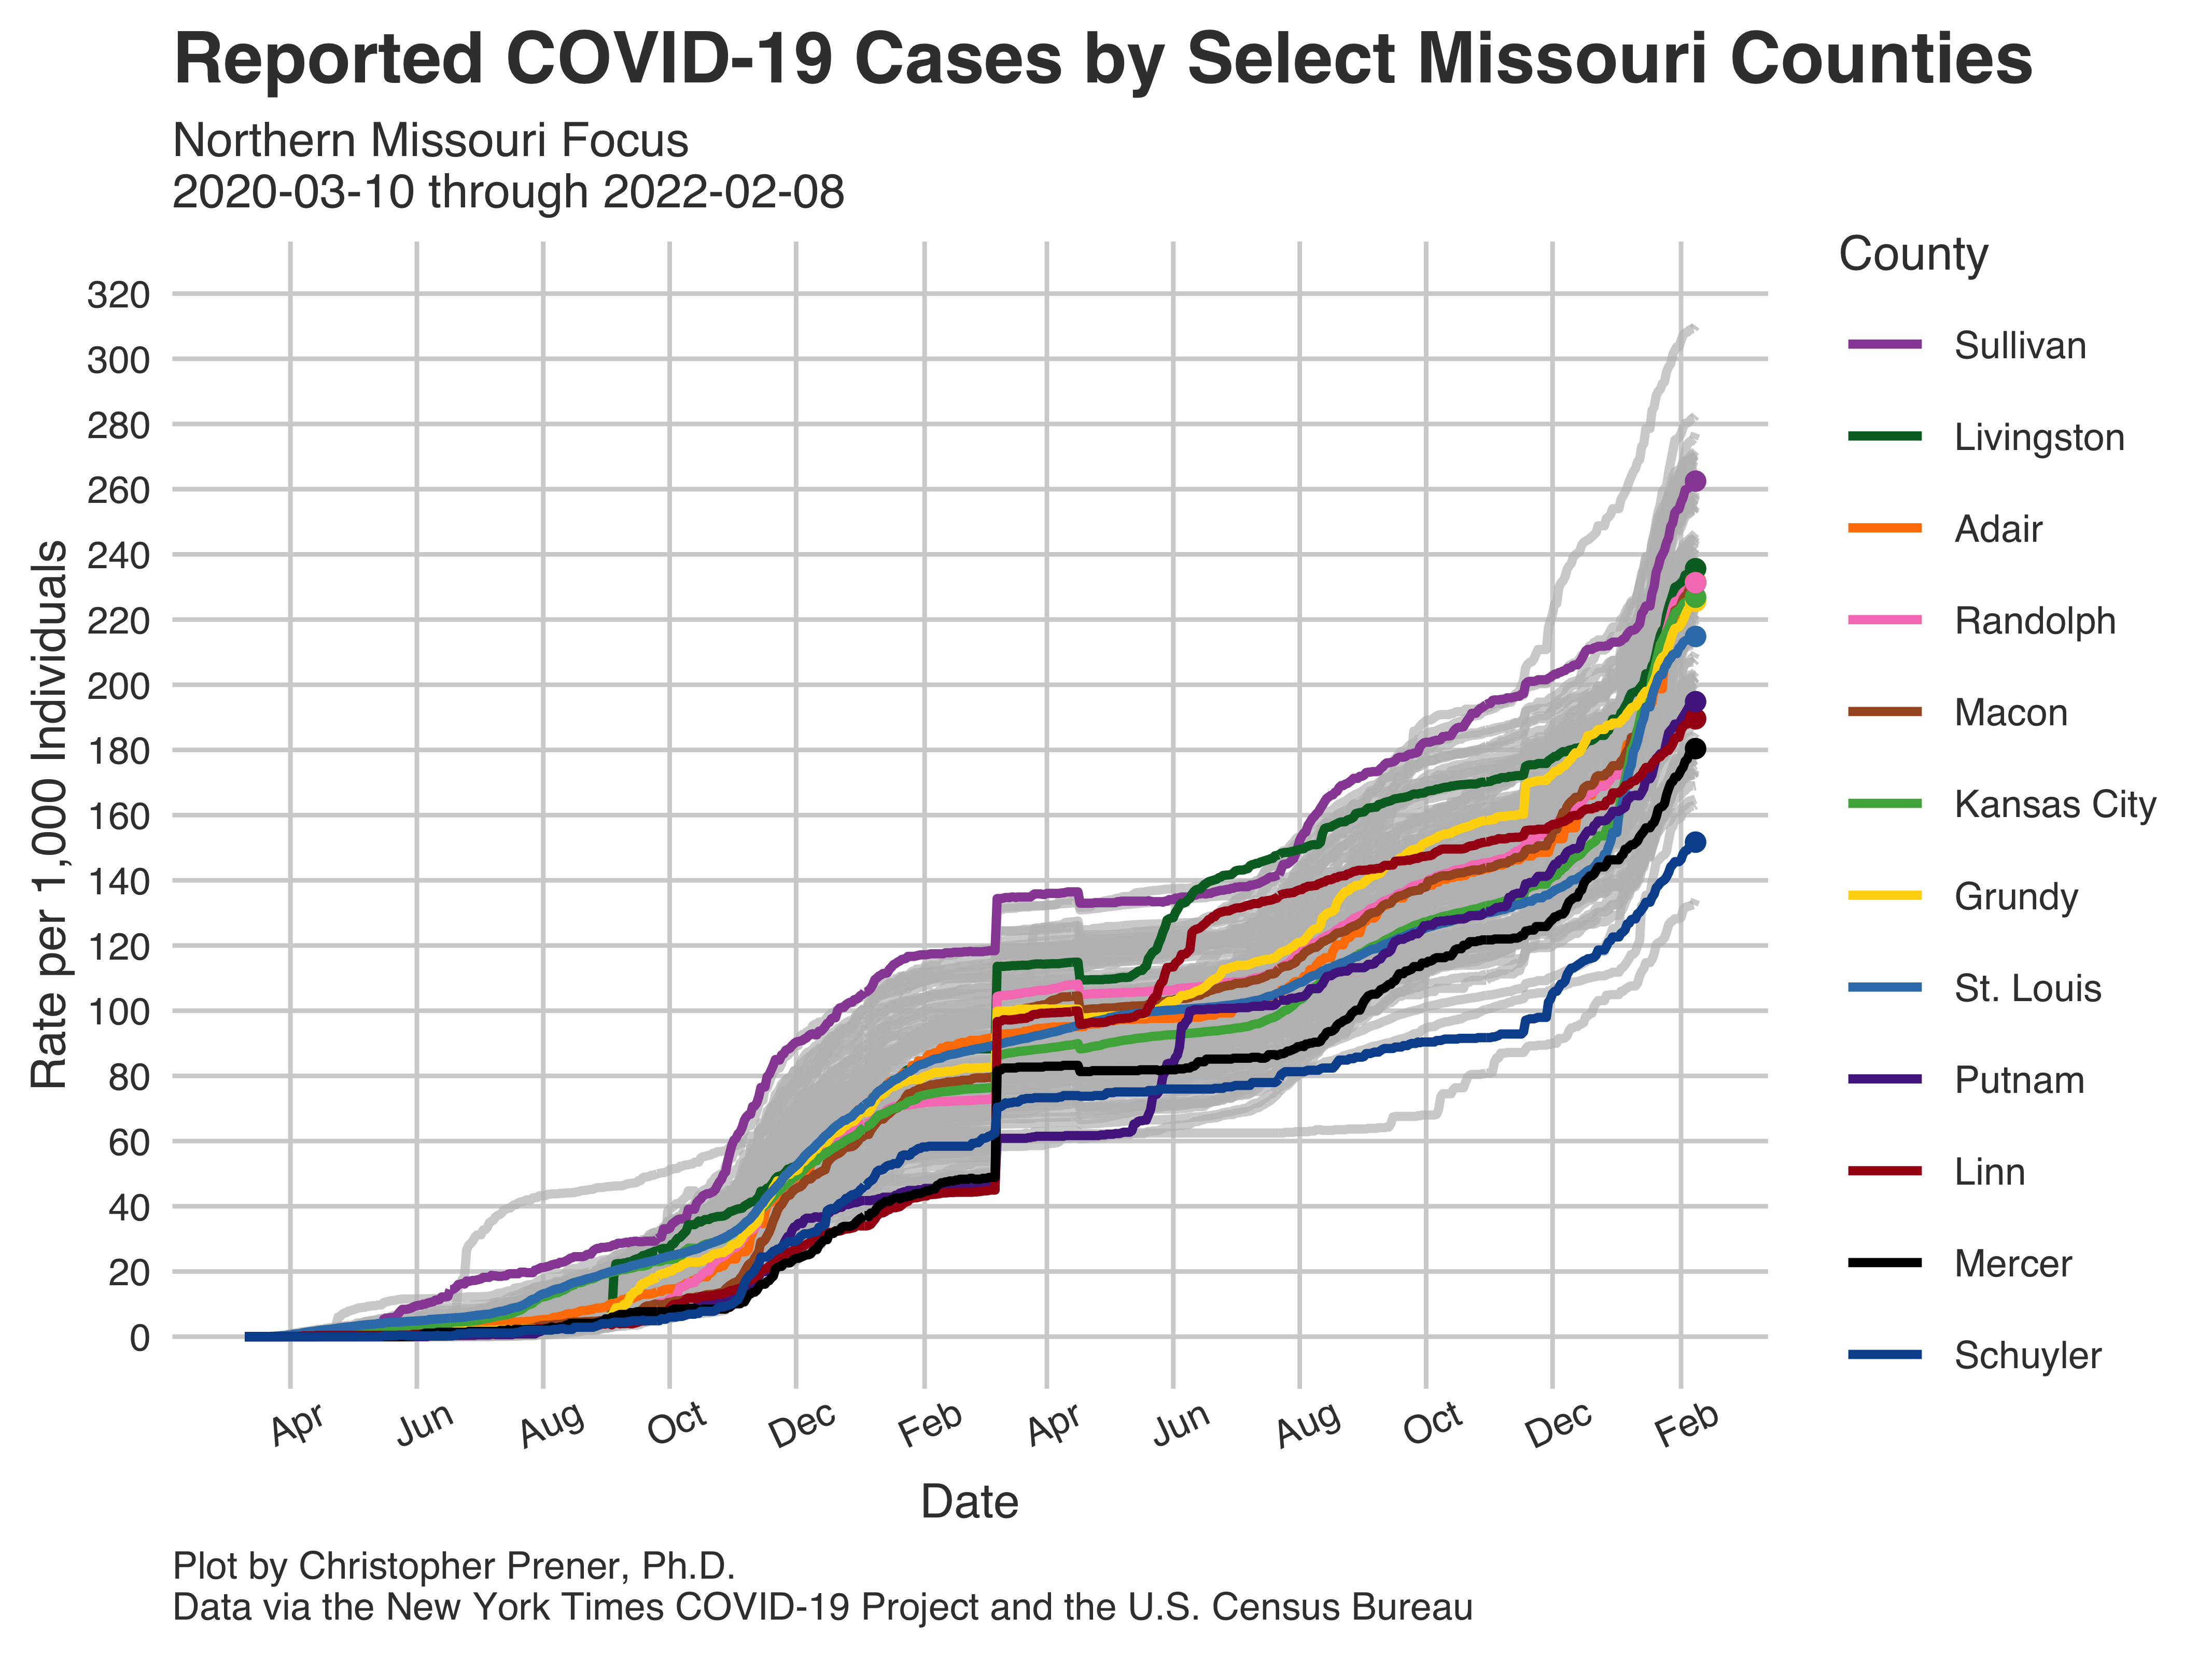 Reported COVID-19 Cases by Select Missouri Counties
Northern Missouri Focus
2020-03-10 through 2022-02-08
County
Sullivan
Livingston
Adair
Randolph
Macon
Kansas City
Grundy
St. Louis
Putnam
Linn
Mercer
Schuyler
Rate per 1,000 Individuals
320
300
280
260
240
220
200
180
160
140
120
100
80
60
40
20
0
Apr Jun Aug Oct Dec Feb Apr Jun Aug Oct Dec Feb
Date
Plot by Christopher Prener, Ph.D.
Data via the New York Times COVID-19 Project and the U.S. Census Bureau